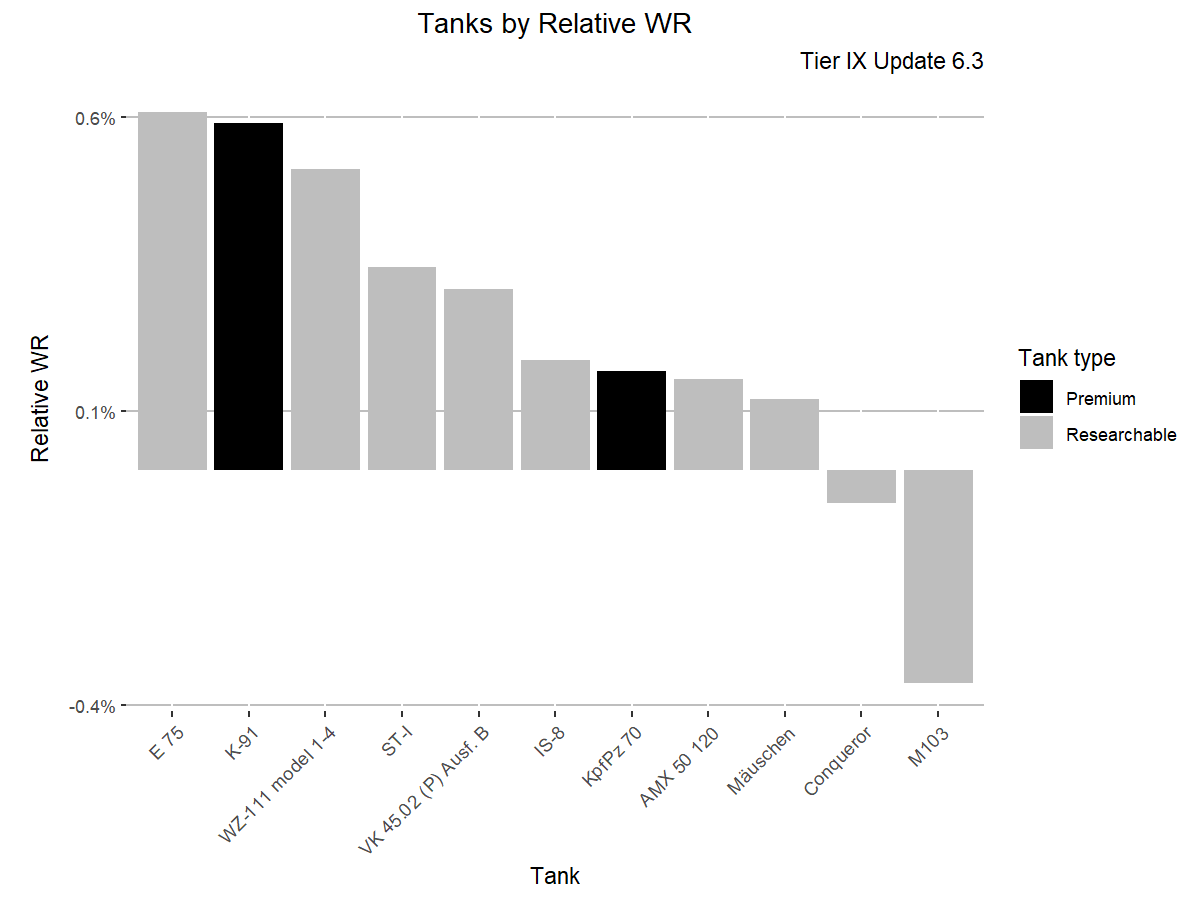 Tanks by Relative WR
Tier IX Update 6.3
0.6%
0.1%
-0.4%
Relative WR
E 75
K-91
WZ-111 model 1-4
ST-I
VK 45.02 (P) Ausf. B
IS-8
KpfPz 70
AMX 50 120
Mäuschen
Conqueror
M103
Tank
Tank type
Premium
Researchable